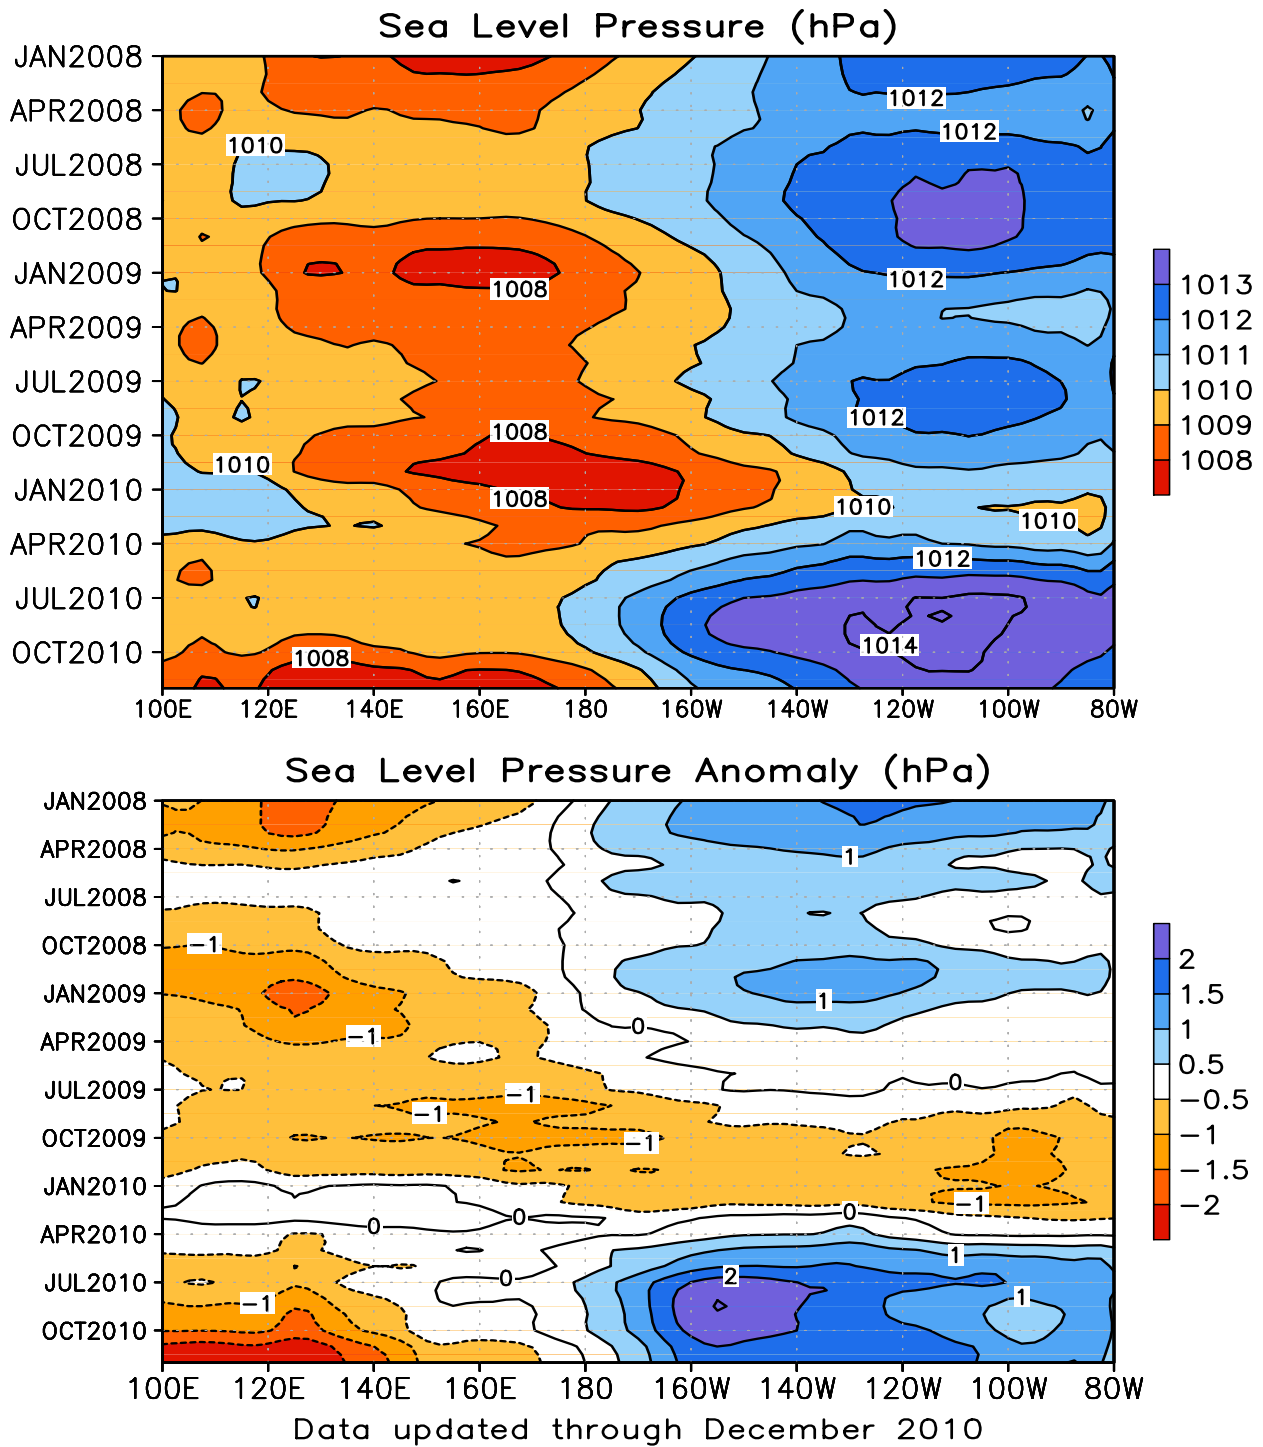 Sea Level Pressure (hPa)
JAN2008
APR2008
JUL2008
OCT2008
JAN2009
APR2009
JUL2009
OCT2009
JAN2010
APR2010
JUL2010
OCT2010
1012
1012
1010
1012
1008
1012
1008
1010
1008
1010
1010
1012
1014
1008
100E 120E 140E 160E 180 160W 140W 120W 100W 80W
1013
1012
1011
1010
1009
1008
Sea Level Pressure Anomaly (hPa)
JAN2008
APR2008
JUL2008
OCT2008
JAN2009
APR2009
JUL2009
OCT2009
JAN2010
APR2010
JUL2010
OCT2010
1
-1
1
0
-1
0
-1
-1
-1
-1
0
0
0
1
2
0
1
-1
100E 120E 140E 160E 180 160W 140W 120W 100W 80W
2
1.5
1
0.5
-0.5
-1
-1.5
-2
Data updated through December 2010